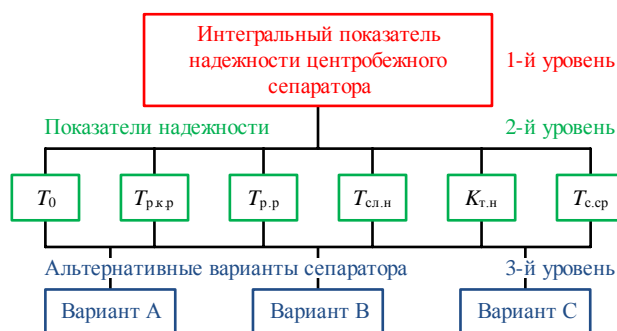 Интегральный показатель
надежности центробежного
сепаратора
1-й уровень
Показатели надежности
2-й уровень
T0
Tр.к.р
Tр.р
Tсл.н
Kт.н
Tс.ср
Альтернативные варианты сепаратора
3-й уровень
Вариант A
Вариант B
Вариант C